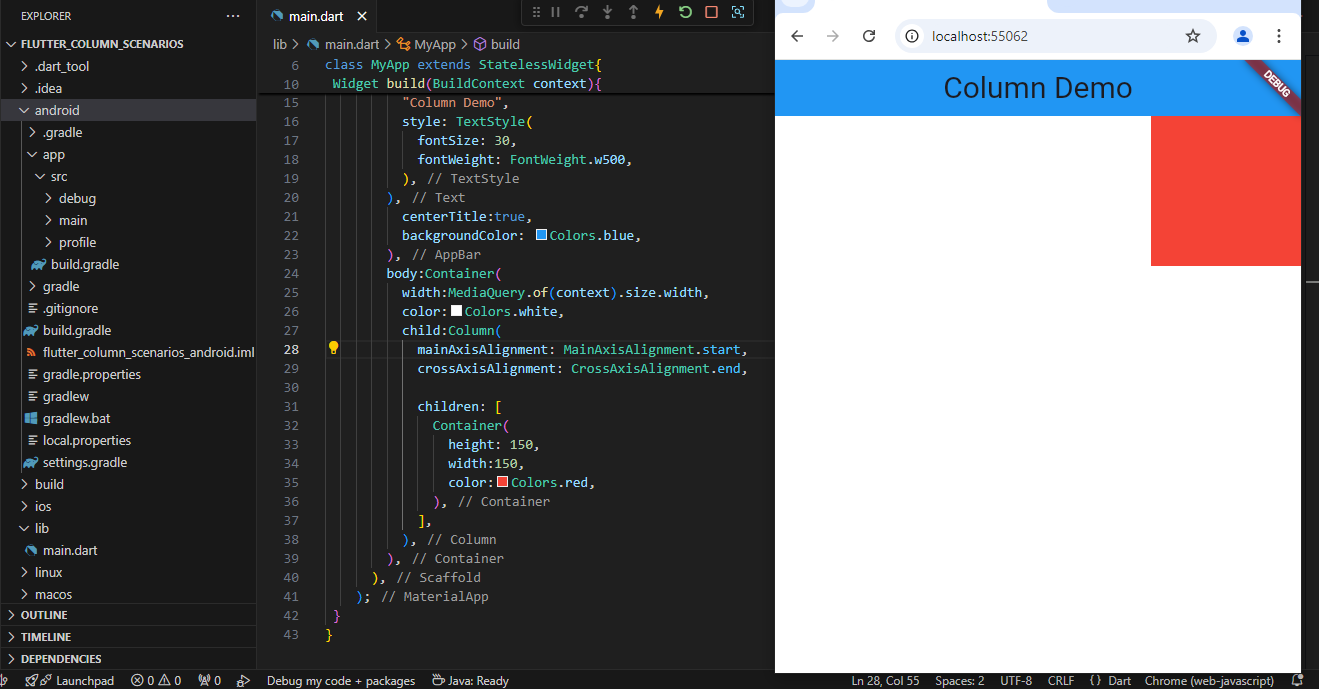 EXPLORER
FLUTTER_COLUMN_SCENARIOS
.dart_tool
.idea
android
.gradle
app
src
debug
main
profile
build.gradle
gradle
.gitignore
build.gradle
flutter_column_scenarios_android.iml
gradle.properties
gradlew
gradlew.bat
local.properties
settings.gradle
build
ios
lib
main.dart
linux
macos
OUTLINE
TIMELINE
DEPENDENCIES
main.dart
lib > main.dart > MyApp > build
6 class MyApp extends StatelessWidget{
10 Widget build(BuildContext context){
15 "Column Demo",
16 style: TextStyle(
17 fontSize: 30,
18 fontWeight: FontWeight.w500,
19 ), // TextStyle
20 ), // Text
21 centerTitle:true,
22 backgroundColor: Colors.blue,
23 ), // AppBar
24 body:Container(
25 width:MediaQuery.of(context).size.width,
26 color:Colors.white,
27 child:Column(
28 mainAxisAlignment: MainAxisAlignment.start,
29 crossAxisAlignment: CrossAxisAlignment.end,
30
31 children: [
32 Container(
33 height: 150,
34 width:150,
35 color:Colors.red,
36 ), // Container
37 ],
38 ), // Column
39 ), // Container
40 ), // Scaffold
41 ); // MaterialApp
42 }
43 }
localhost:55062
Column Demo
DEBUG
Launchpad 0 0 0 Debug my code + packages Java: Ready Ln 28, Col 55 Spaces: 2 UTF-8 CRLF {} Dart Chrome (web-javascript)